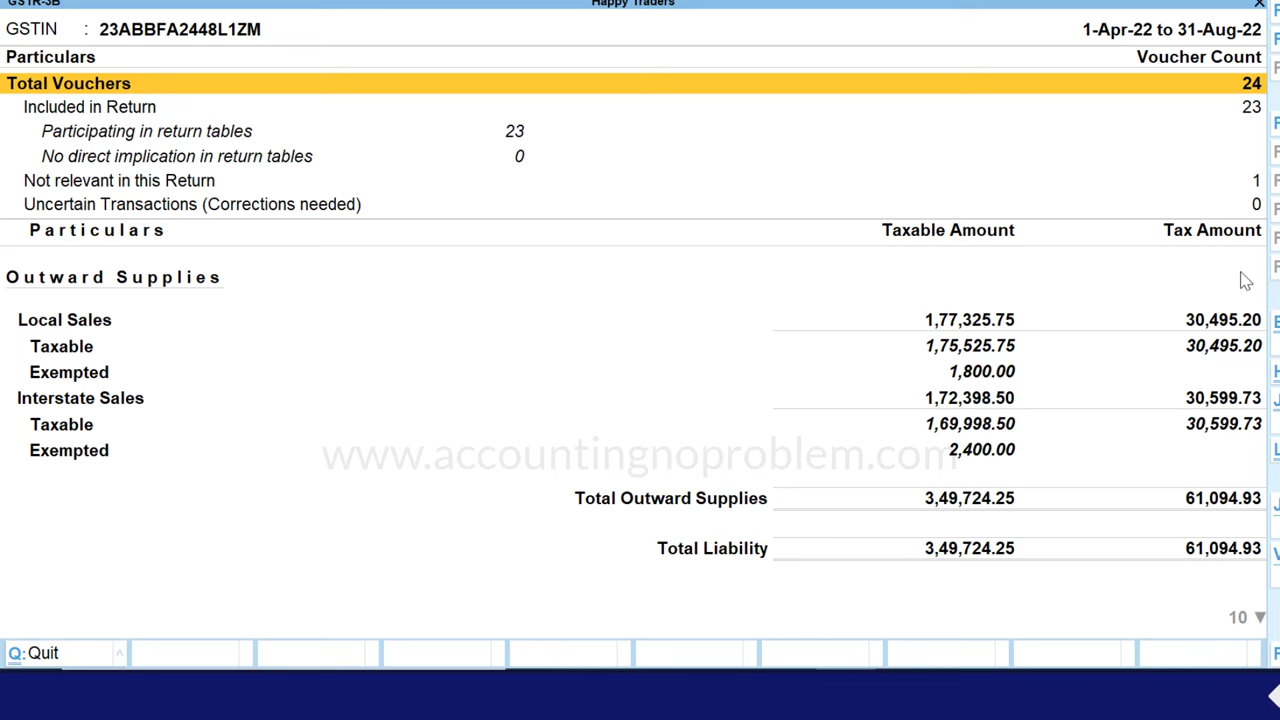 GSTR-3B Happy Traders
GSTIN : 23ABBFA2448L1ZM 1-Apr-22 to 31-Aug-22
Particulars Voucher Count
Total Vouchers 24
Included in Return 23
Participating in return tables 23
No direct implication in return tables 0
Not relevant in this Return 1
Uncertain Transactions (Corrections needed) 0
Particulars Taxable Amount Tax Amount
Outward Supplies
Local Sales 1,77,325.75 30,495.20
Taxable 1,75,525.75 30,495.20
Exempted 1,800.00
Interstate Sales 1,72,398.50 30,599.73
Taxable 1,69,998.50 30,599.73
Exempted 2,400.00
www.accountingnoproblem.com
Total Outward Supplies 3,49,724.25 61,094.93
Total Liability 3,49,724.25 61,094.93
10 ▼
Q: Quit